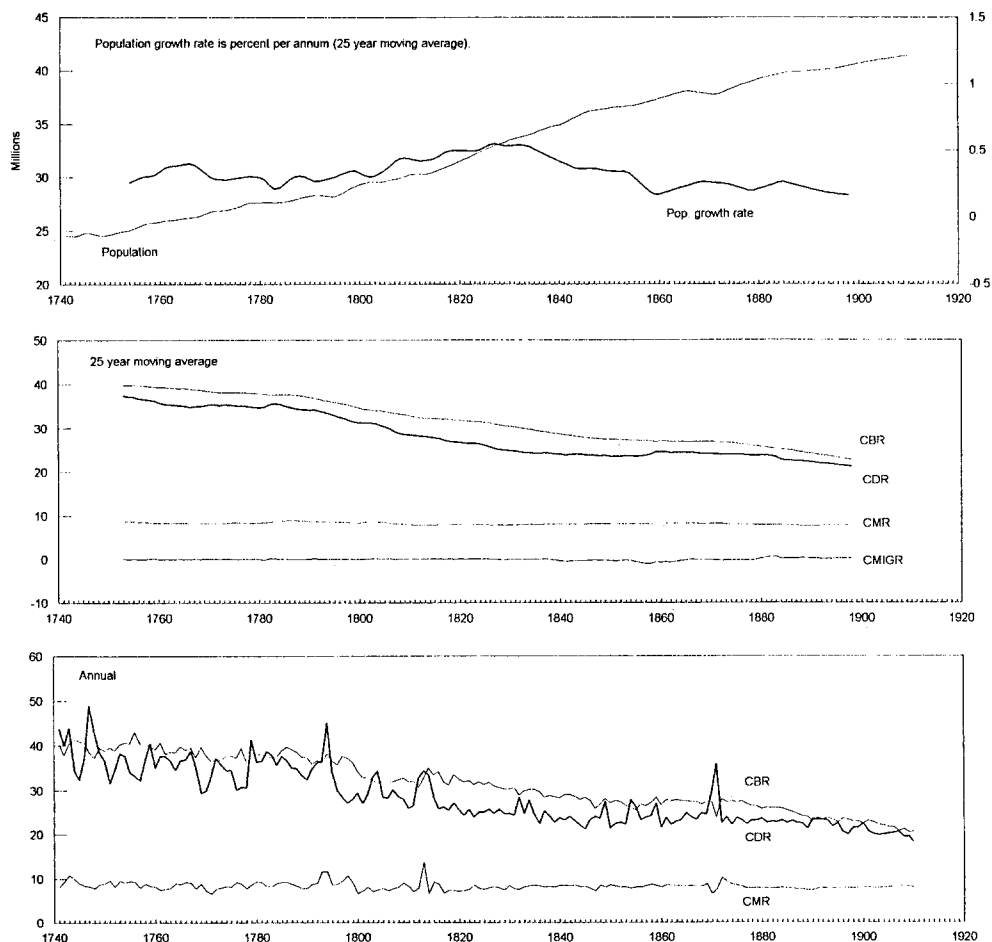 45
40
35
30
25
20
Millions
Population growth rate is percent per annum (25 year moving average).
Pop. growth rate
Population
1.5
1
0.5
0
-0.5
1740 1760 1780 1800 1820 1840 1860 1880 1900 1920
50
40
30
20
10
0
-10
25 year moving average
CBR
CDR
CMR
CMIGR
1740 1760 1780 1800 1820 1840 1860 1880 1900 1920
60
50
40
30
20
10
0
Annual
CBR
CDR
CMR
1740 1760 1780 1800 1820 1840 1860 1880 1900 1920